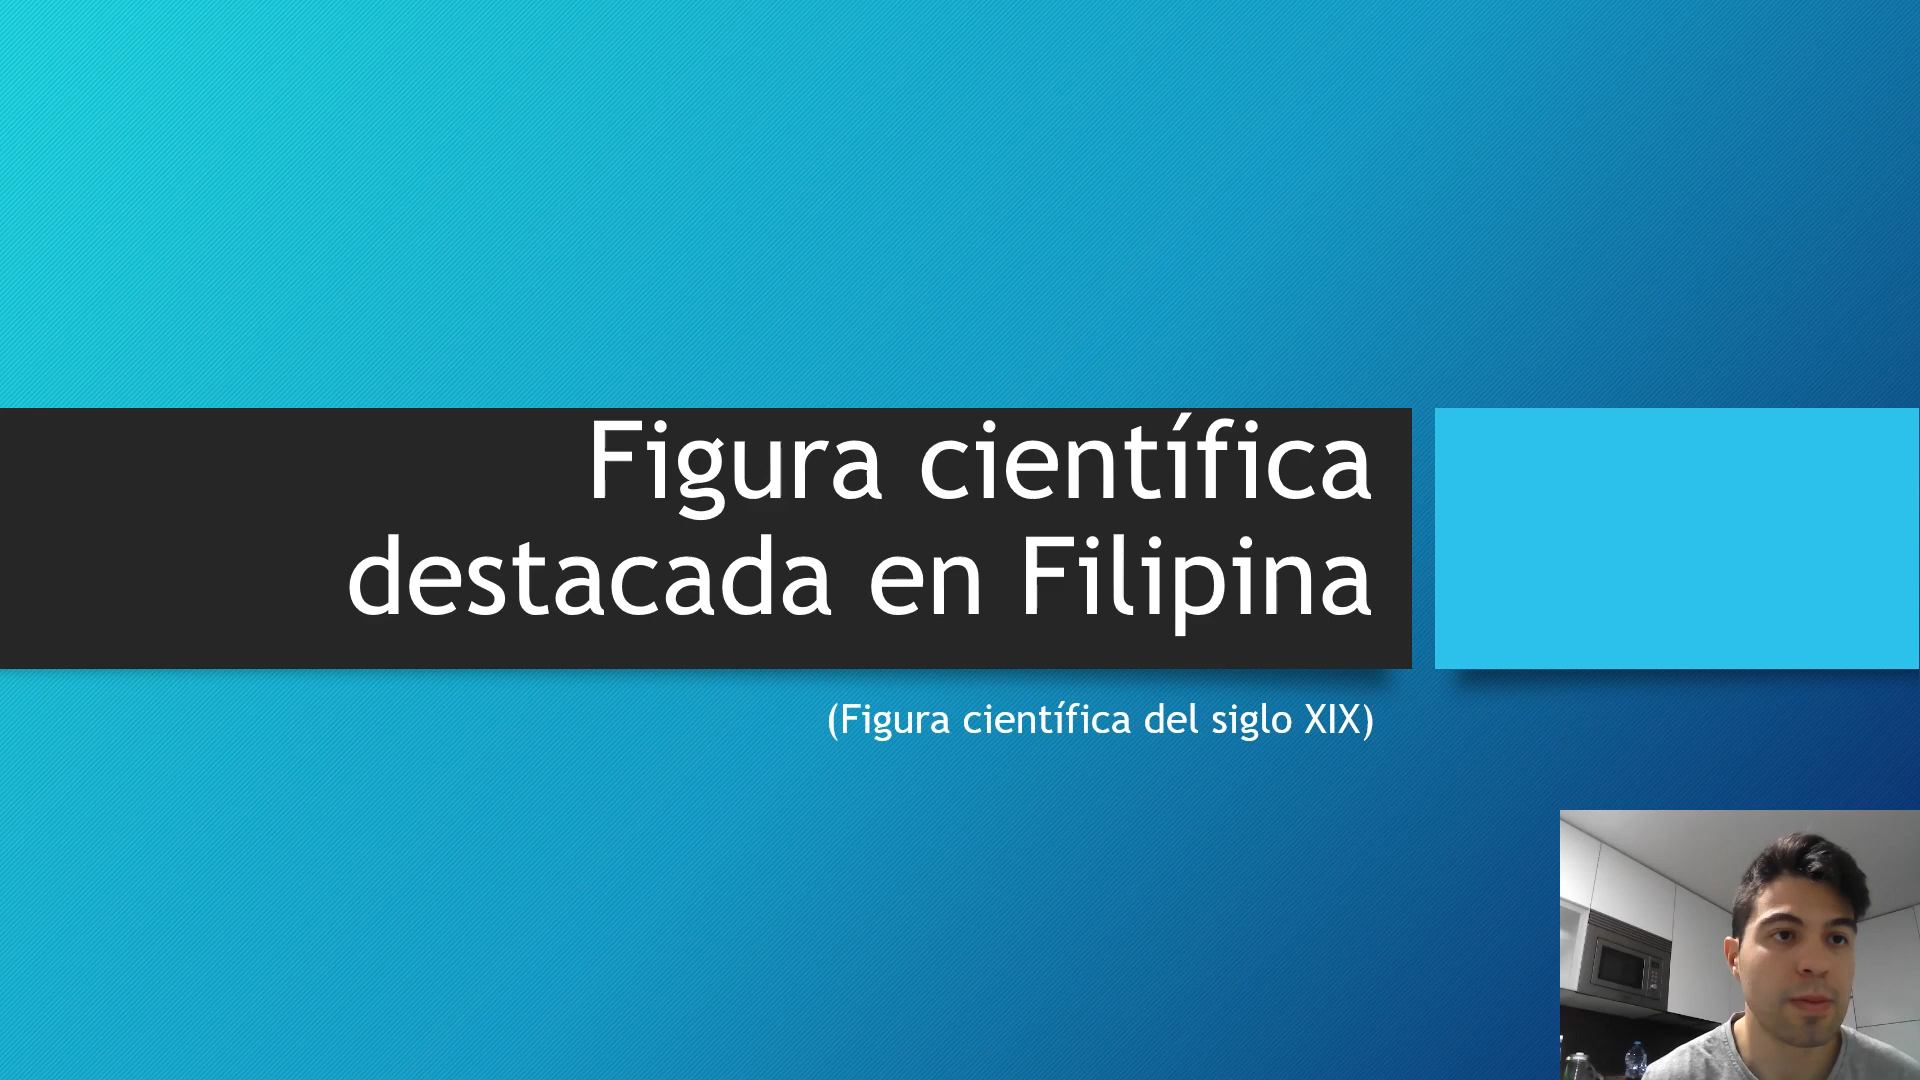 Figura científica
destacada en Filipina
(Figura científica del siglo XIX)